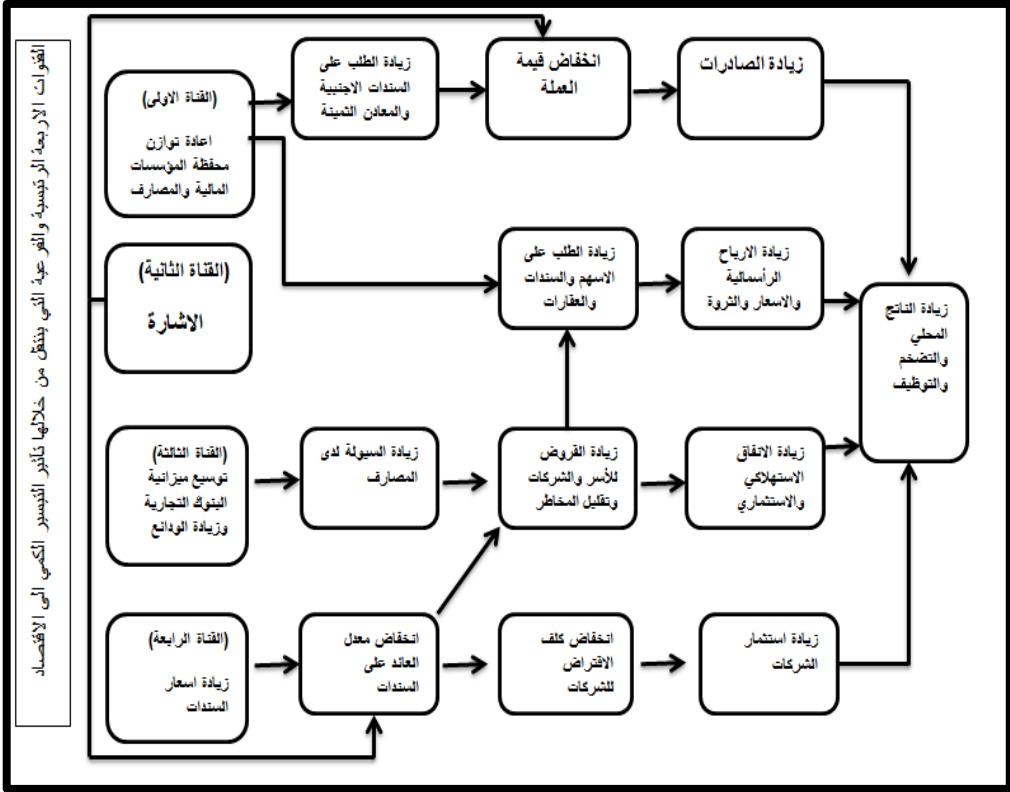 القنوات الاربعة الرئيسية والفرعية التي ينتقل من خلالها تأثير التيسير الكمي الى الاقتصاد
(القناة الاولى)
اعادة توازن
محفظة المؤسسات
المالية والمصارف
زيادة الطلب على
السندات الاجنبية
والمعادن الثمينة
انخفاض قيمة
العملة
زيادة الصادرات
(القناة الثانية)
الاشارة
زيادة الطلب على
الاسهم والسندات
والعقارات
زيادة الارباح
الرأسمالية
والاسعار والثروة
زيادة الناتج
المحلي
والتضخم
والتوظيف
(القناة الثالثة)
توسيع ميزانية
البنوك التجارية
وزيادة الودائع
زيادة السيولة لدى
المصارف
زيادة القروض
للأسر والشركات
وتقليل المخاطر
زيادة الانفاق
الاستهلاكي
والاستثماري
(القناة الرابعة)
زيادة اسعار
السندات
انخفاض معدل
العائد على
السندات
انخفاض كلف
الاقتراض
للشركات
زيادة استثمار
الشركات